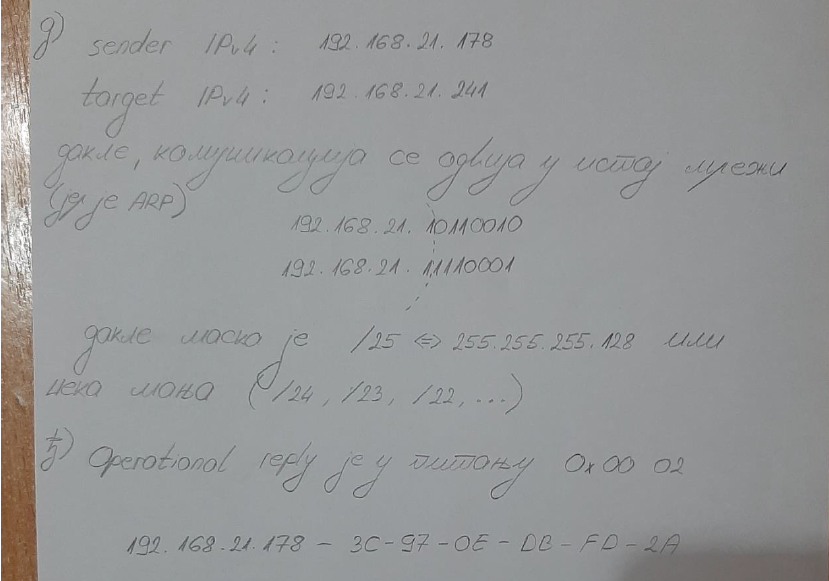 д) sender IPv4: 192.168.21.178
target IPv4: 192.168.21.241
дакле, комуникација се одвија у истој мрежи
(јер је ARP)
192.168.21.10110010
192.168.21.11110001
дакле маска је /25 ⇔ 255.255.255.128 или
нека мања (/24, /23, /22, ...)
ђ) Operational reply је у питању 0x00 02
192.168.21.178 - 3C-97-0E-DB-FD-2A